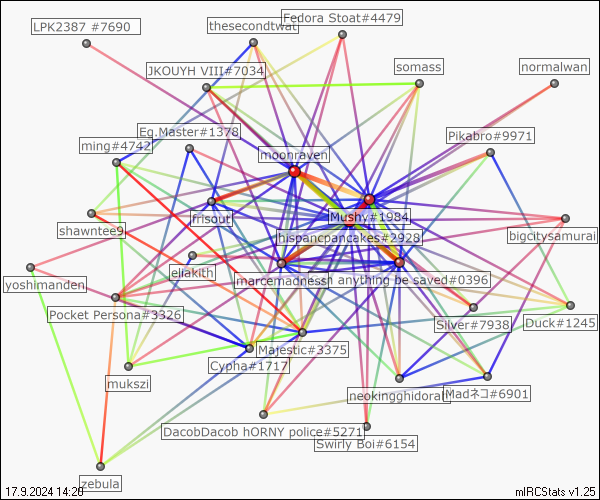 Fedora Stoat#4479
LPK2387 #7690
thesecondtwat
somass
normalwan
JKOUYH VIII#7034
Eg.Master#1378
Pikabro#9971
ming#4742
moonraven
frisout
Mushy#1984
shawntee9
bigcitysamurai
hispancpancakes#2928
eliakith
yoshimanden
marcemadness
h anything be saved#0396
Pocket Persona#3326
Silver#7938
Duck#1245
Majestic#3375
Cypha#1717
mukszi
neokingghidorah
Madネコ#6901
DacobDacob hORNY police#5271
Swirly Boi#6154
zebula
17.9.2024 14:20
mIRCStats v1.25